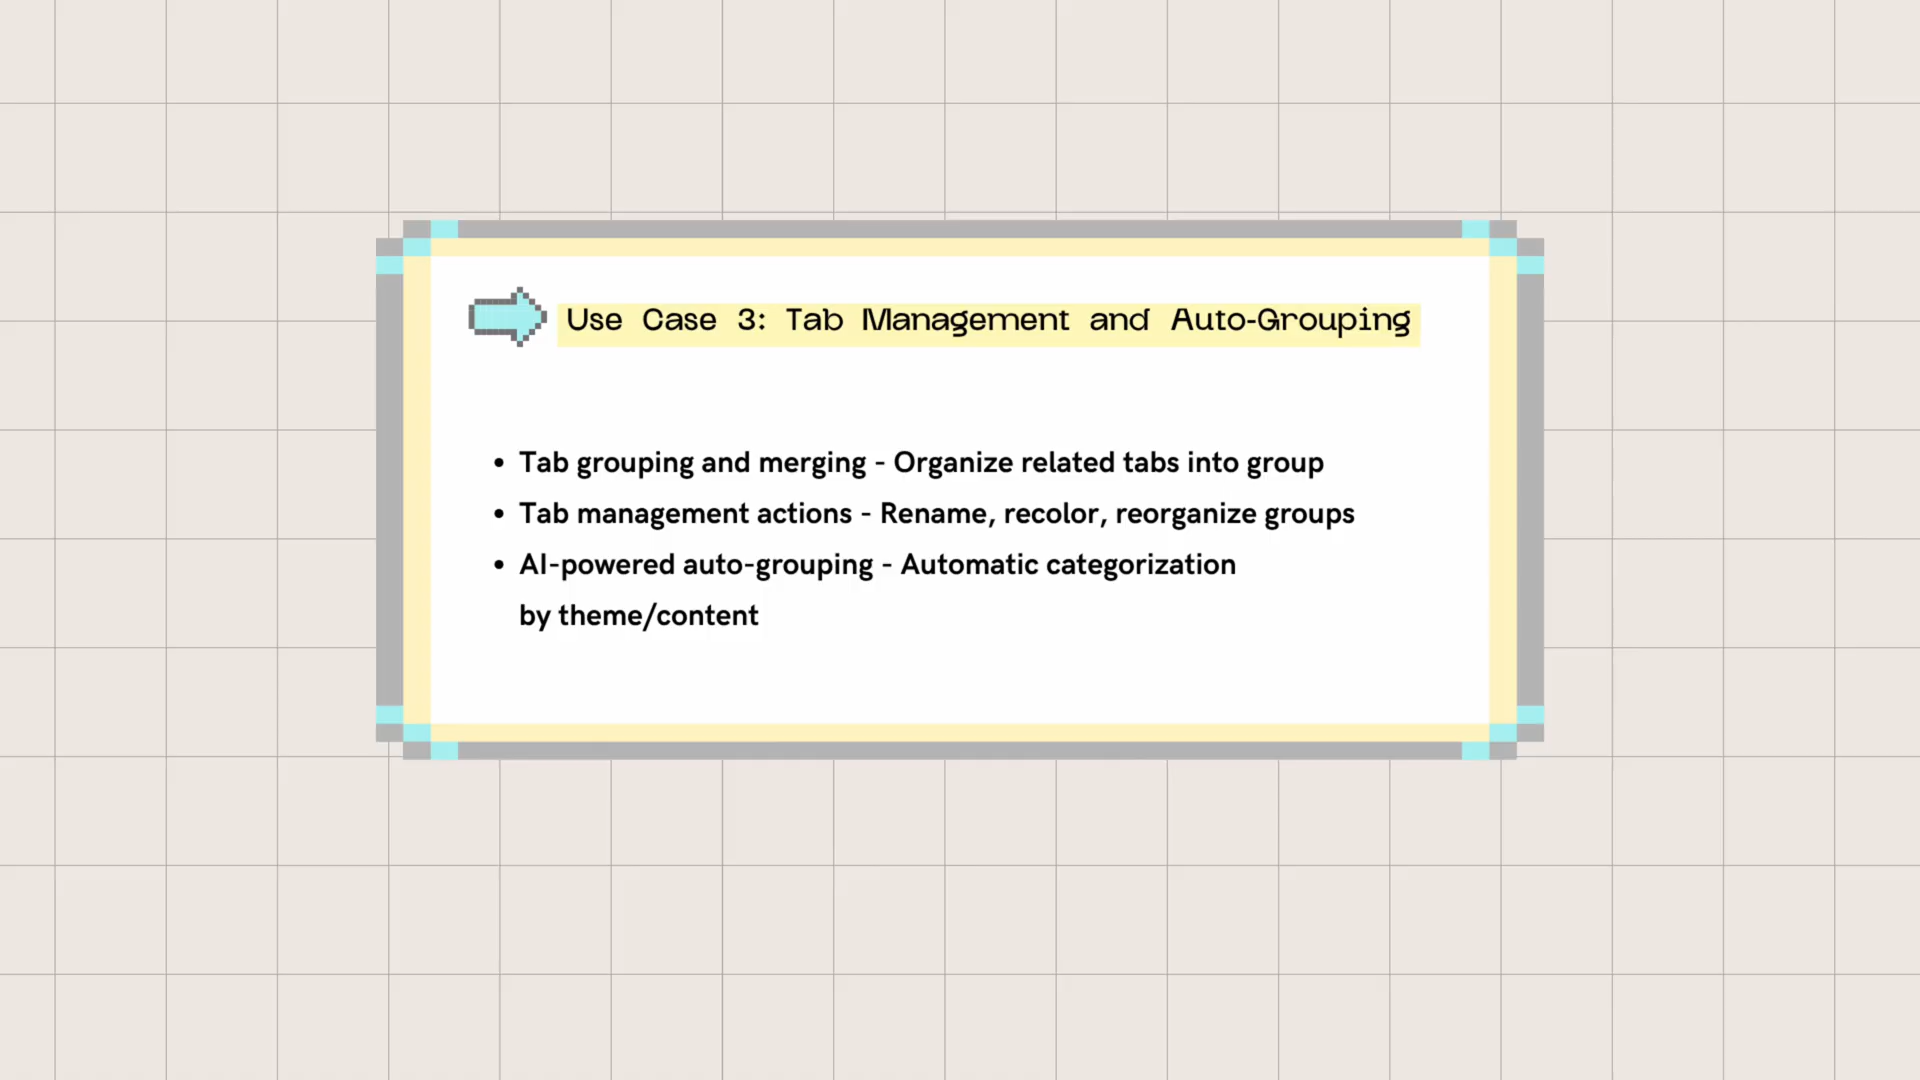 Use Case 3: Tab Management and Auto-Grouping
• Tab grouping and merging - Organize related tabs into group
• Tab management actions - Rename, recolor, reorganize groups
• AI-powered auto-grouping - Automatic categorization
by theme/content